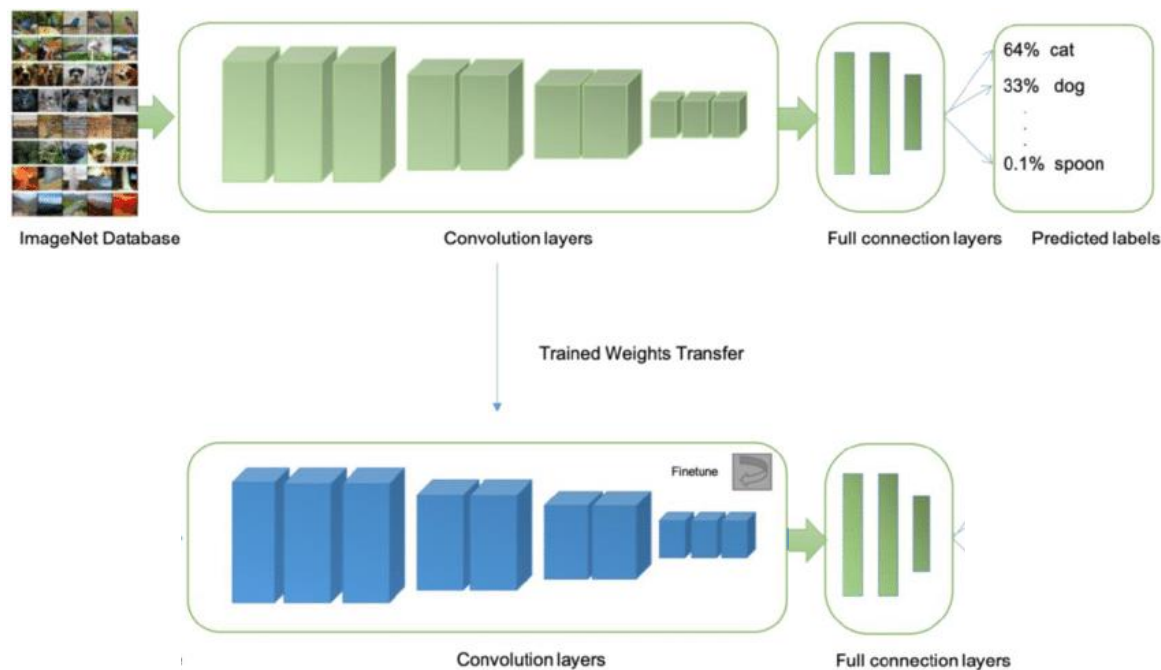 64% cat
33% dog
.
.
.
0.1% spoon
ImageNet Database
Convolution layers
Full connection layers
Predicted labels
Trained Weights Transfer
Finetune
Convolution layers
Full connection layers